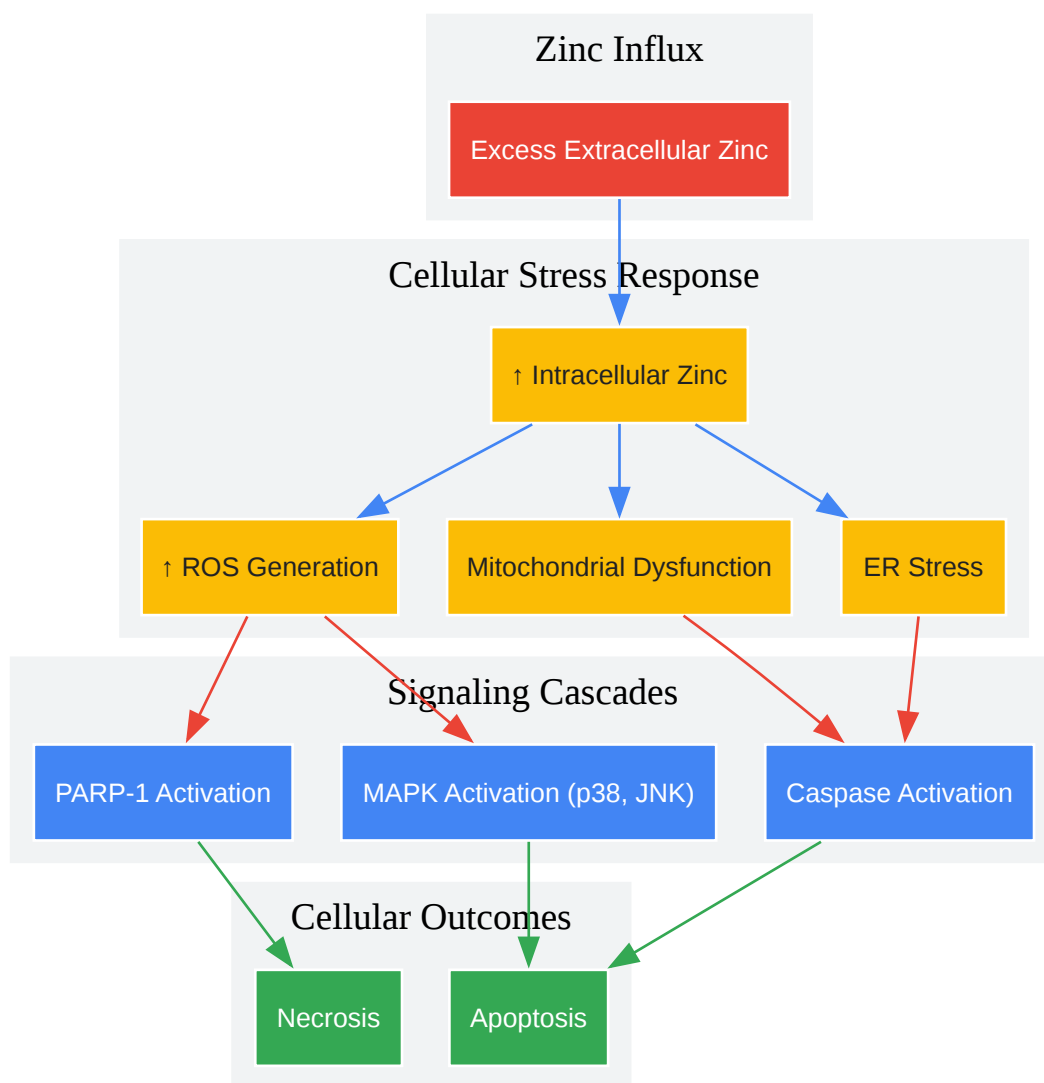 Zinc Influx
Excess Extracellular Zinc
Cellular Stress Response
↑ Intracellular Zinc
↑ ROS Generation
Mitochondrial Dysfunction
ER Stress
Signaling Cascades
PARP-1 Activation
MAPK Activation (p38, JNK)
Caspase Activation
Cellular Outcomes
Necrosis
Apoptosis